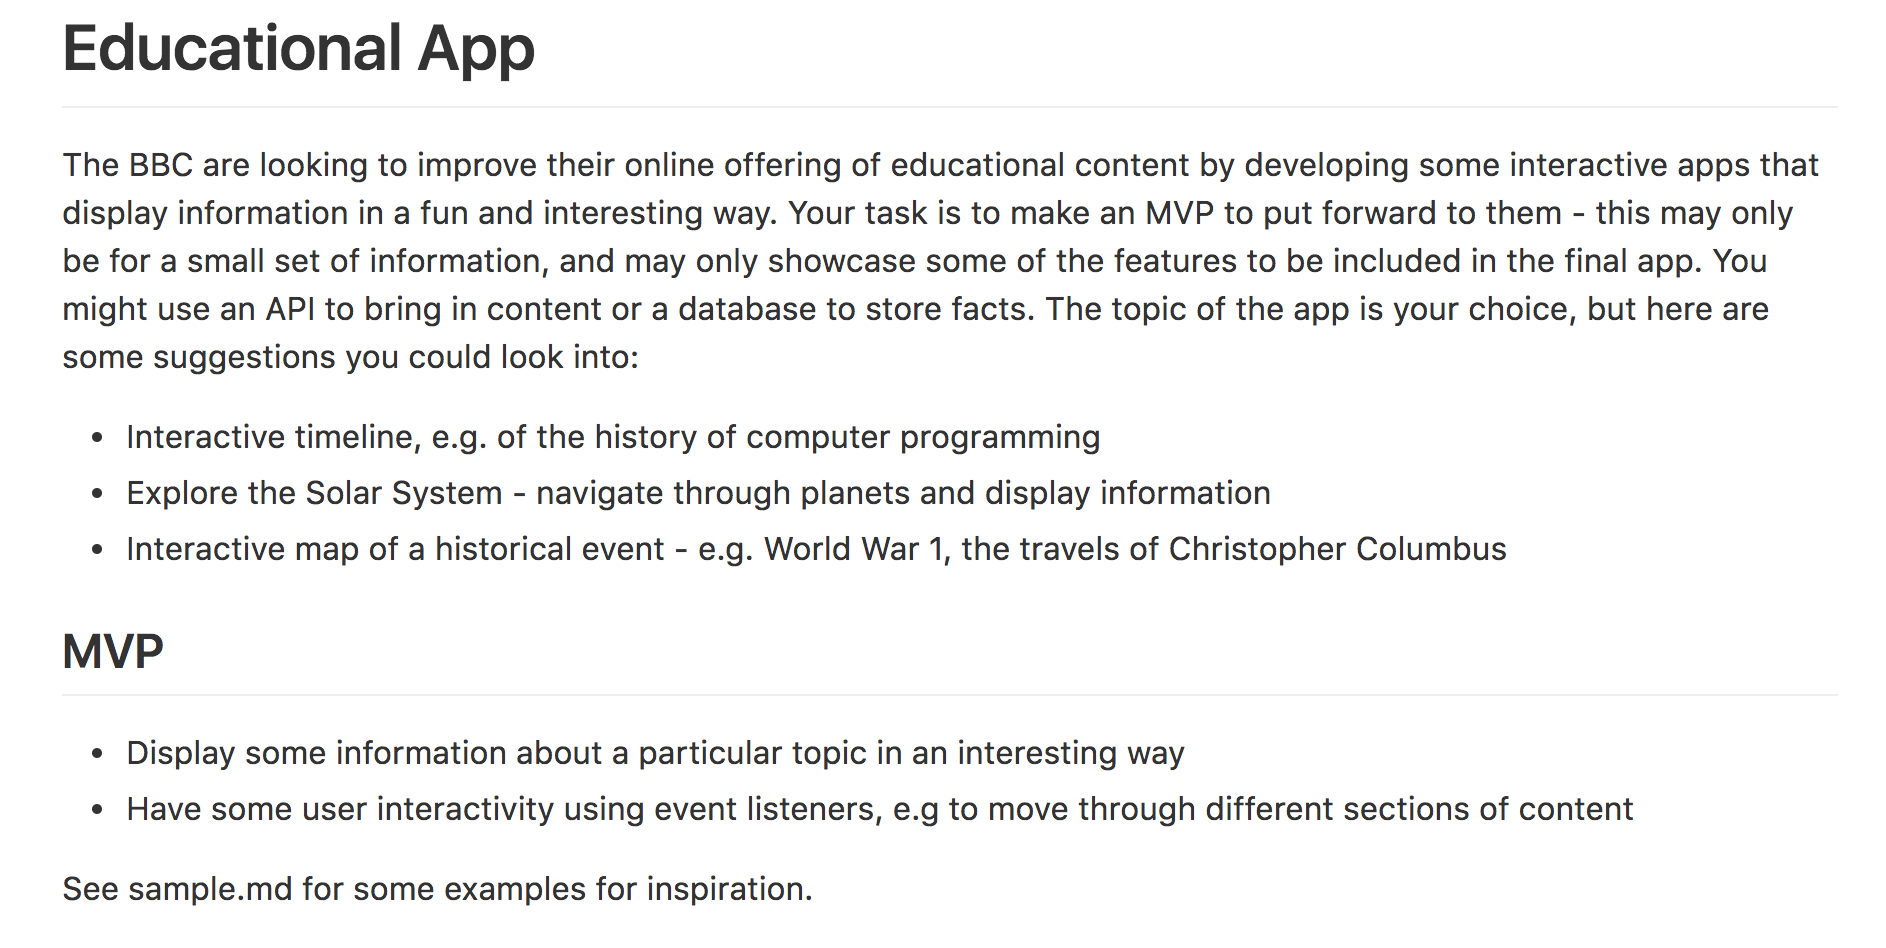 Educational App
The BBC are looking to improve their online offering of educational content by developing some interactive apps that
display information in a fun and interesting way. Your task is to make an MVP to put forward to them - this may only
be for a small set of information, and may only showcase some of the features to be included in the final app. You
might use an API to bring in content or a database to store facts. The topic of the app is your choice, but here are
some suggestions you could look into:
• Interactive timeline, e.g. of the history of computer programming
• Explore the Solar System - navigate through planets and display information
• Interactive map of a historical event - e.g. World War 1, the travels of Christopher Columbus
MVP
• Display some information about a particular topic in an interesting way
• Have some user interactivity using event listeners, e.g to move through different sections of content
See sample.md for some examples for inspiration.